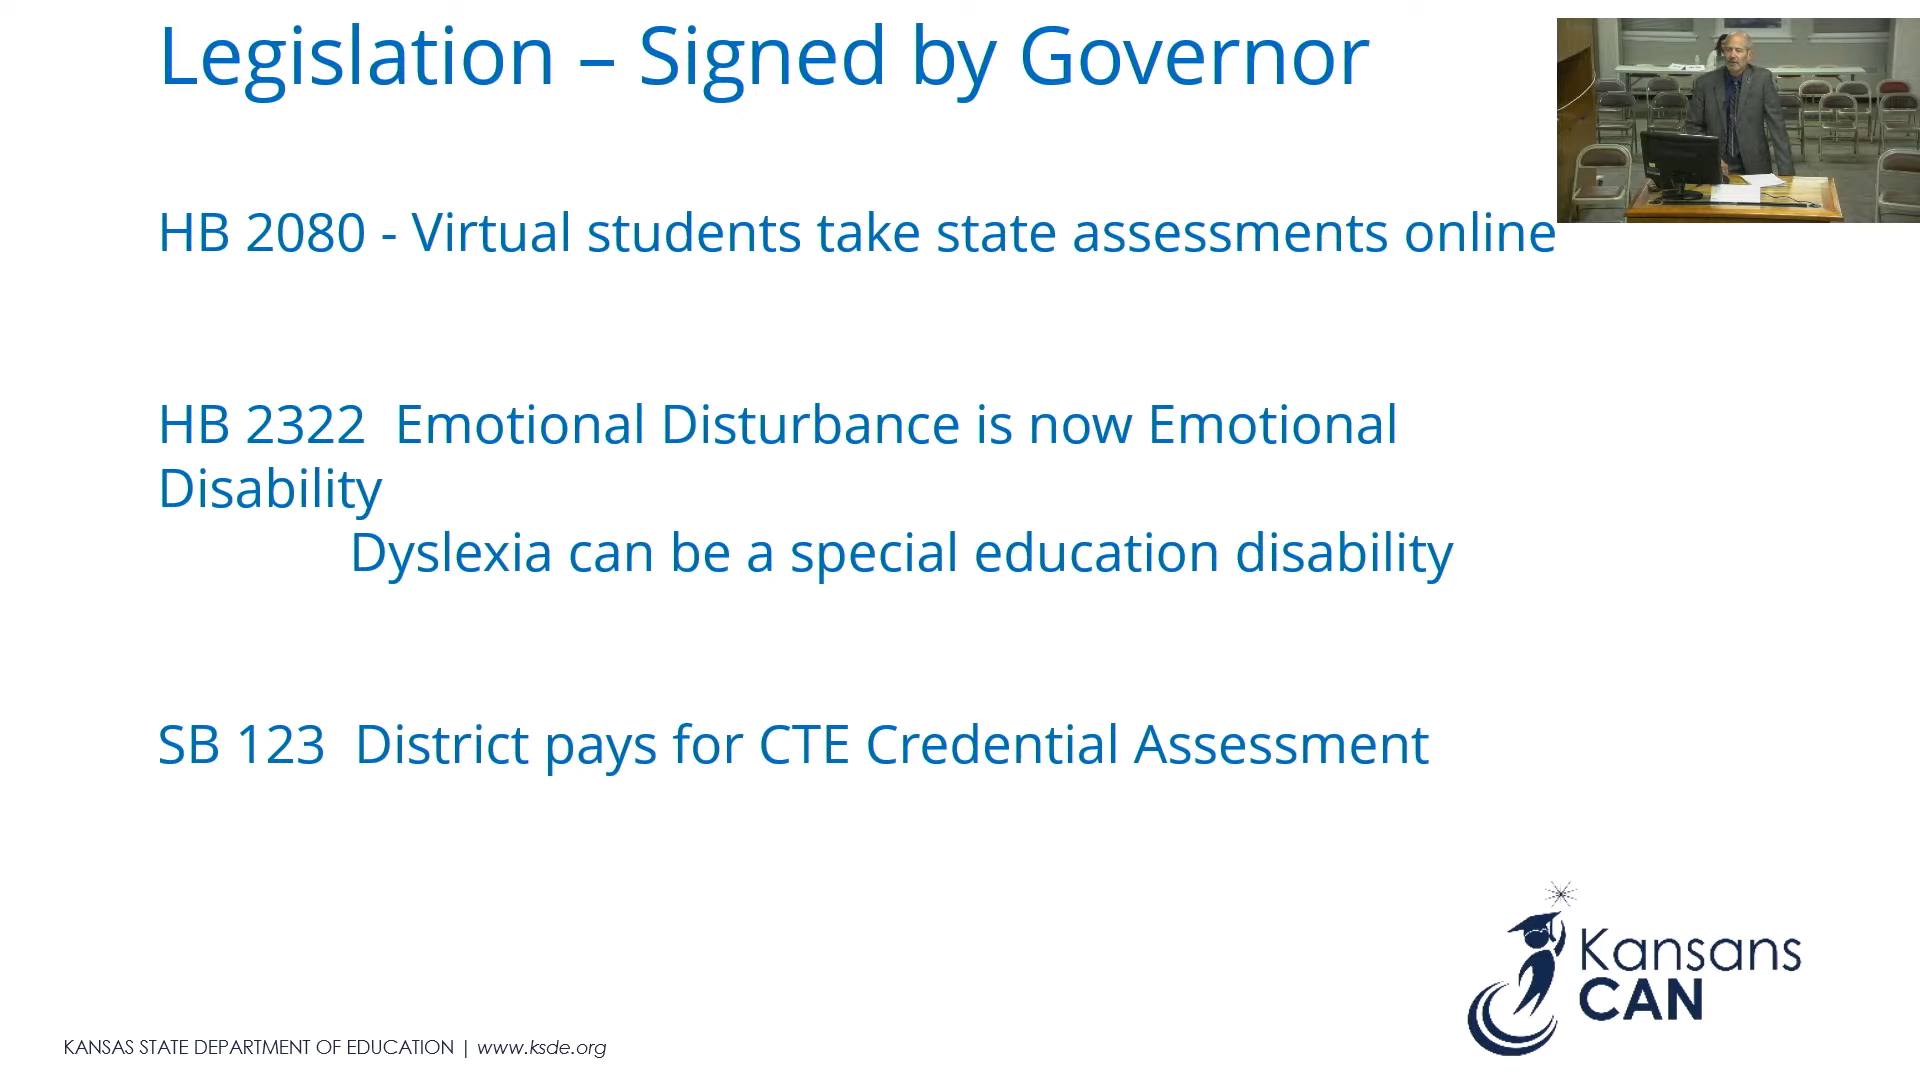 Legislation – Signed by Governor
HB 2080 - Virtual students take state assessments online
HB 2322  Emotional Disturbance is now Emotional
Disability
Dyslexia can be a special education disability
SB 123  District pays for CTE Credential Assessment
Kansans
CAN
KANSAS STATE DEPARTMENT OF EDUCATION | www.ksde.org